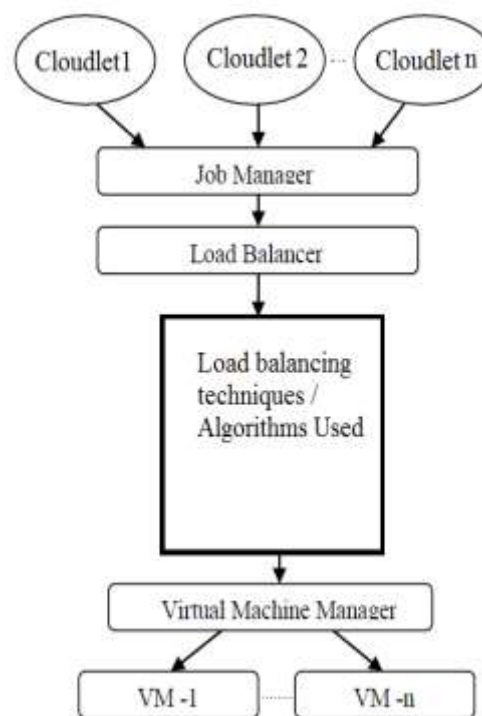 Cloudlet1
Cloudlet 2
Cloudlet n
Job Manager
Load Balancer
Load balancing
techniques /
Algorithms Used
Virtual Machine Manager
VM -1
VM -n